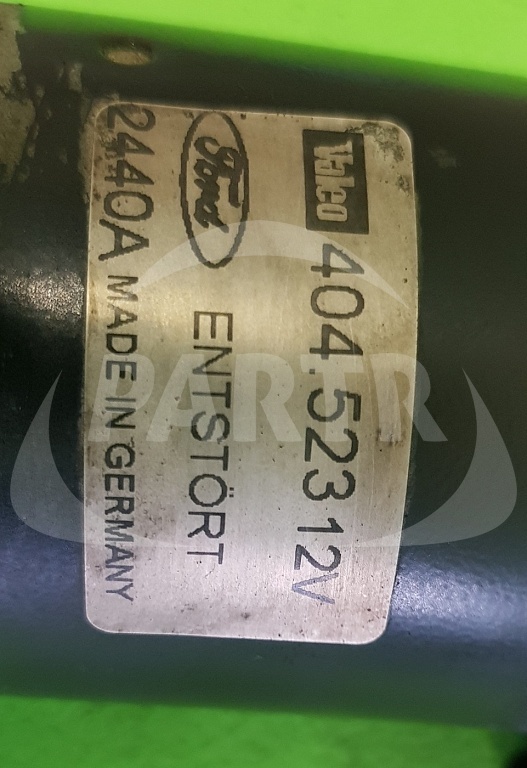 Valeo 404.523 12V
Ford ENTSTÖRT
2440A MADE IN GERMANY
PARTR